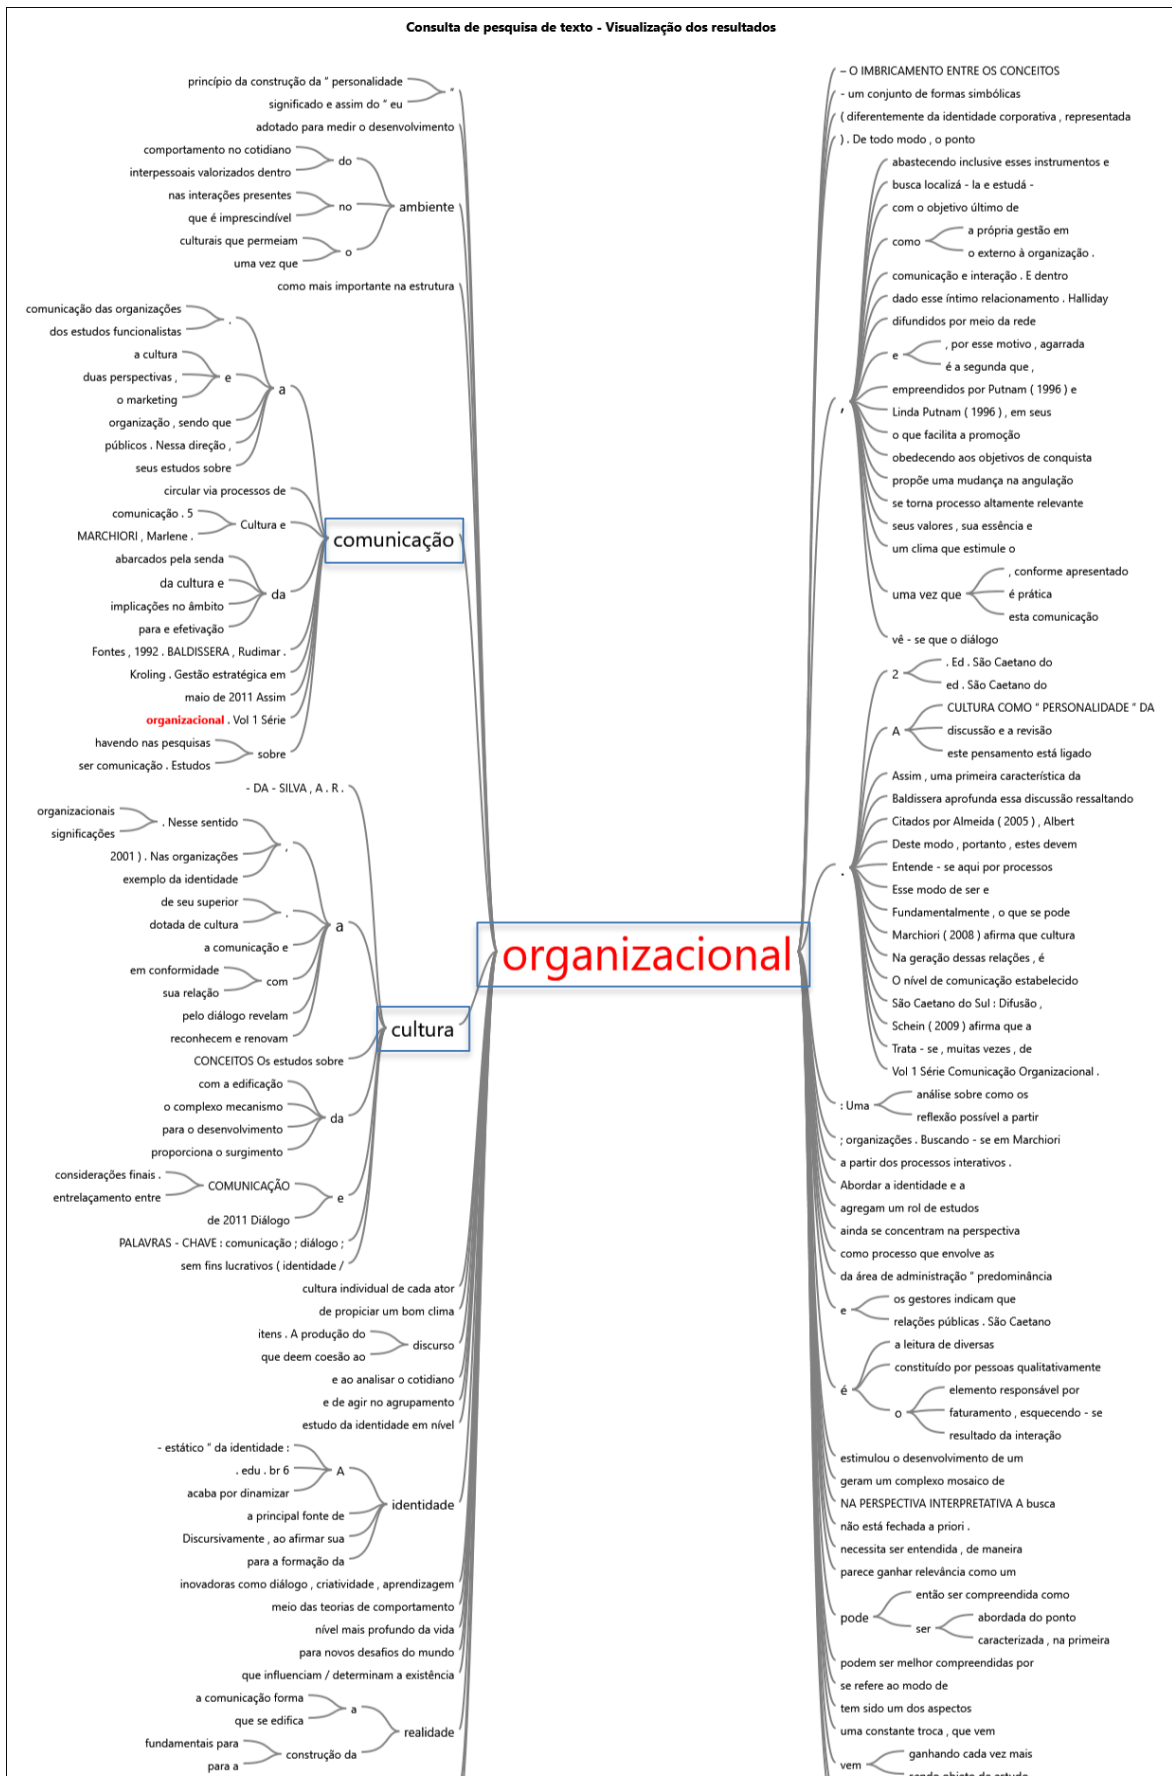 Consulta de pesquisa de texto - Visualização dos resultados
princípio da construção da " personalidade
significado e assim do " eu
"
adotado para medir o desenvolvimento
comportamento no cotidiano
interpessoais valorizados dentro
do
nas interações presentes
que é imprescindível
no
culturais que permeiam
uma vez que
o
ambiente
como mais importante na estrutura
comunicação das organizações
dos estudos funcionalistas
.
a cultura
duas perspectivas ,
o marketing
e
organização , sendo que
públicos . Nessa direção ,
seus estudos sobre
a
circular via processos de
comunicação . 5
MARCHIORI , Marlene .
Cultura e
abarcados pela senda
da cultura e
implicações no âmbito
para e efetivação
da
Fontes , 1992 . BALDISSERA , Rudimar .
Kroling . Gestão estratégica em
maio de 2011 Assim
organizacional . Vol 1 Série
havendo nas pesquisas
ser comunicação . Estudos
sobre
comunicação
- DA - SILVA , A . R .
organizacionais
significações
. Nesse sentido
2001 ) . Nas organizações
exemplo da identidade
,
de seu superior
dotada de cultura
.
a comunicação e
em conformidade
sua relação
com
pelo diálogo revelam
reconhecem e renovam
a
CONCEITOS Os estudos sobre
com a edificação
o complexo mecanismo
para o desenvolvimento
proporciona o surgimento
da
considerações finais .
entrelaçamento entre
COMUNICAÇÃO
de 2011 Diálogo
e
PALAVRAS - CHAVE : comunicação ; diálogo ;
sem fins lucrativos ( identidade /
cultura
cultura individual de cada ator
de propiciar um bom clima
itens . A produção do
que deem coesão ao
discurso
e ao analisar o cotidiano
e de agir no agrupamento
estudo da identidade em nível
- estático " da identidade :
. edu . br 6
acaba por dinamizar
A
a principal fonte de
Discursivamente , ao afirmar sua
para a formação da
identidade
inovadoras como diálogo , criatividade , aprendizagem
meio das teorias de comportamento
nível mais profundo da vida
para novos desafios do mundo
que influenciam / determinam a existência
a comunicação forma
que se edifica
a
fundamentais para
para a
construção da
realidade
organizacional
– O IMBRICAMENTO ENTRE OS CONCEITOS
- um conjunto de formas simbólicas
( diferentemente da identidade corporativa , representada
) . De todo modo , o ponto
,
abastecendo inclusive esses instrumentos e
busca localizá - la e estudá -
com o objetivo último de
como
a própria gestão em
o externo à organização .
comunicação e interação . E dentro
dado esse íntimo relacionamento . Halliday
difundidos por meio da rede
e
, por esse motivo , agarrada
é a segunda que ,
empreendidos por Putnam ( 1996 ) e
Linda Putnam ( 1996 ) , em seus
o que facilita a promoção
obedecendo aos objetivos de conquista
propõe uma mudança na angulação
se torna processo altamente relevante
seus valores , sua essência e
um clima que estimule o
uma vez que
, conforme apresentado
é prática
esta comunicação
vê - se que o diálogo
.
2
. Ed . São Caetano do
ed . São Caetano do
A
CULTURA COMO " PERSONALIDADE " DA
discussão e a revisão
este pensamento está ligado
Assim , uma primeira característica da
Baldissera aprofunda essa discussão ressaltando
Citados por Almeida ( 2005 ) , Albert
Deste modo , portanto , estes devem
Entende - se aqui por processos
Esse modo de ser e
Fundamentalmente , o que se pode
Marchiori ( 2008 ) afirma que cultura
Na geração dessas relações , é
O nível de comunicação estabelecido
São Caetano do Sul : Difusão ,
Schein ( 2009 ) afirma que a
Trata - se , muitas vezes , de
Vol 1 Série Comunicação Organizacional .
: Uma
análise sobre como os
reflexão possível a partir
; organizações . Buscando - se em Marchiori
a partir dos processos interativos .
Abordar a identidade e a
agregam um rol de estudos
ainda se concentram na perspectiva
como processo que envolve as
da área de administração " predominância
e
os gestores indicam que
relações públicas . São Caetano
é
a leitura de diversas
constituído por pessoas qualitativamente
o
elemento responsável por
faturamento , esquecendo - se
resultado da interação
estimulou o desenvolvimento de um
geram um complexo mosaico de
NA PERSPECTIVA INTERPRETATIVA A busca
não está fechada a priori .
necessita ser entendida , de maneira
parece ganhar relevância como um
pode
então ser compreendida como
ser
abordada do ponto
caracterizada , na primeira
podem ser melhor compreendidas por
se refere ao modo de
tem sido um dos aspectos
uma constante troca , que vem
vem
ganhando cada vez mais